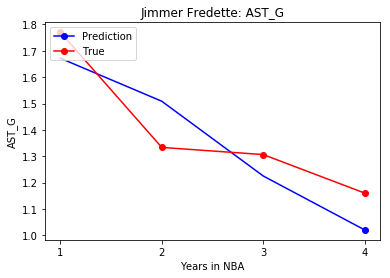 Jimmer Fredette: AST_G
Prediction
True
1.8
1.7
1.6
1.5
1.4
1.3
1.2
1.1
1.0
AST_G
1 2 3 4
Years in NBA